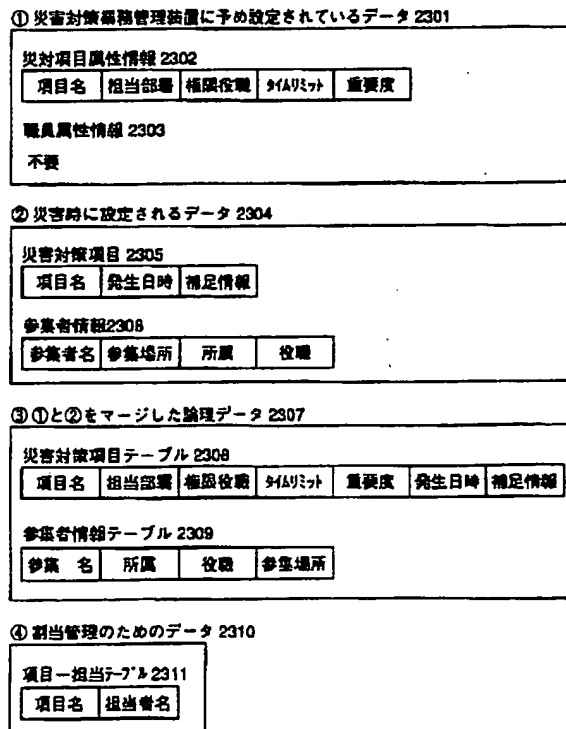 ① 災害対策業務管理装置に予め設定されているデータ 2301
災対項目属性情報 2302
項目名 担当部署 権限役職 タイムリミット 重要度
職員属性情報 2303
不要
② 災害時に設定されるデータ 2304
災害対策項目 2305
項目名 発生日時 補足情報
参集者情報2306
参集者名 参集場所 所属 役職
③ ①と②をマージした論理データ 2307
災害対策項目テーブル 2308
項目名 担当部署 権限役職 タイムリミット 重要度 発生日時 補足情報
参集者情報テーブル 2309
参集 名 所属 役職 参集場所
④ 割当管理のためのデータ 2310
項目ー担当テーブル 2311
項目名 担当者名